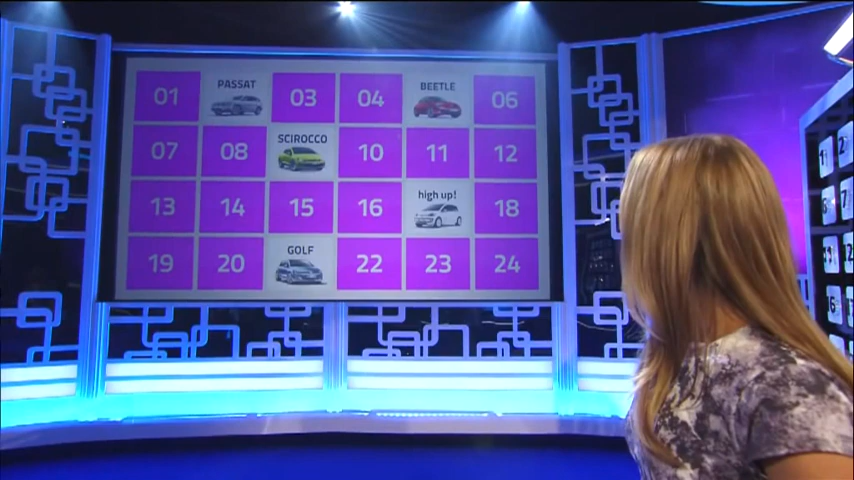 01 PASSAT 03 04 BEETLE 06
07 08 SCIROCCO 10 11 12
13 14 15 16 high up! 18
19 20 GOLF 22 23 24